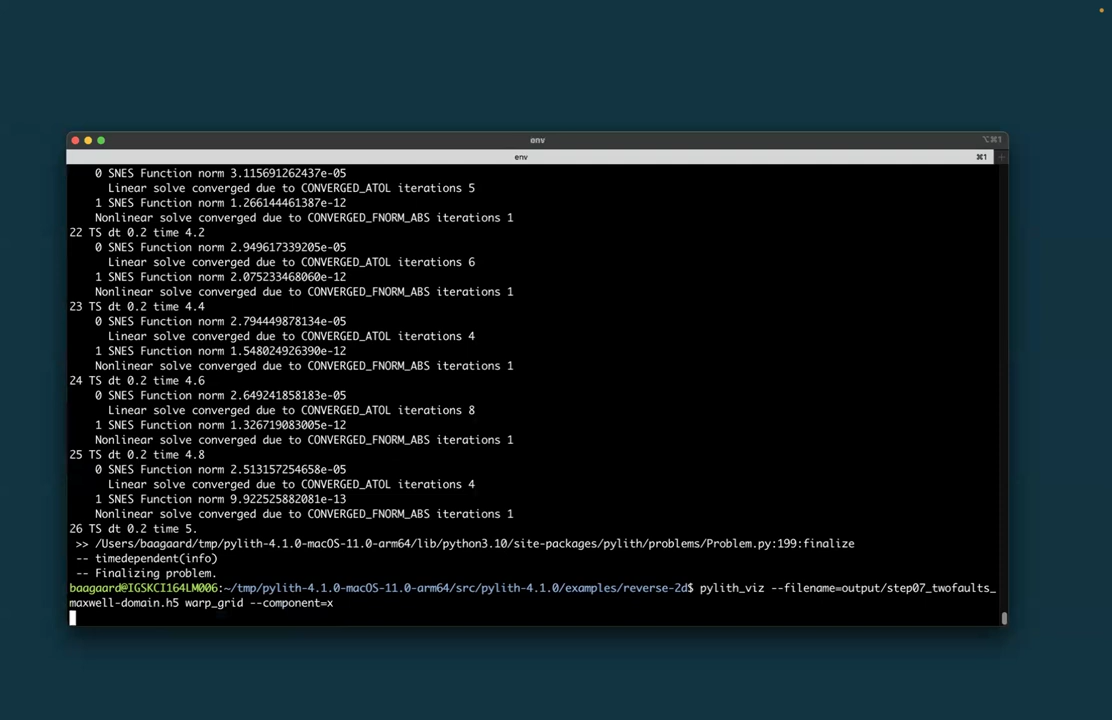 env
⌥⌘1
env
⌘1
+
0 SNES Function norm 3.115691262437e-05
Linear solve converged due to CONVERGED_ATOL iterations 5
1 SNES Function norm 1.266144461387e-12
Nonlinear solve converged due to CONVERGED_FNORM_ABS iterations 1
22 TS dt 0.2 time 4.2
0 SNES Function norm 2.949617339205e-05
Linear solve converged due to CONVERGED_ATOL iterations 6
1 SNES Function norm 2.075233468060e-12
Nonlinear solve converged due to CONVERGED_FNORM_ABS iterations 1
23 TS dt 0.2 time 4.4
0 SNES Function norm 2.794449878134e-05
Linear solve converged due to CONVERGED_ATOL iterations 4
1 SNES Function norm 1.548024926390e-12
Nonlinear solve converged due to CONVERGED_FNORM_ABS iterations 1
24 TS dt 0.2 time 4.6
0 SNES Function norm 2.649241858183e-05
Linear solve converged due to CONVERGED_ATOL iterations 8
1 SNES Function norm 1.326719083005e-12
Nonlinear solve converged due to CONVERGED_FNORM_ABS iterations 1
25 TS dt 0.2 time 4.8
0 SNES Function norm 2.513157254658e-05
Linear solve converged due to CONVERGED_ATOL iterations 4
1 SNES Function norm 9.922525882081e-13
Nonlinear solve converged due to CONVERGED_FNORM_ABS iterations 1
26 TS dt 0.2 time 5.
>> /Users/baagaard/tmp/pylith-4.1.0-macOS-11.0-arm64/lib/python3.10/site-packages/pylith/problems/Problem.py:199:finalize
-- timedependent(info)
-- Finalizing problem.
baagaard@IGSKCI164LM006:~/tmp/pylith-4.1.0-macOS-11.0-arm64/src/pylith-4.1.0/examples/reverse-2d$ pylith_viz --filename=output/step07_twofaults_
maxwell-domain.h5 warp_grid --component=x